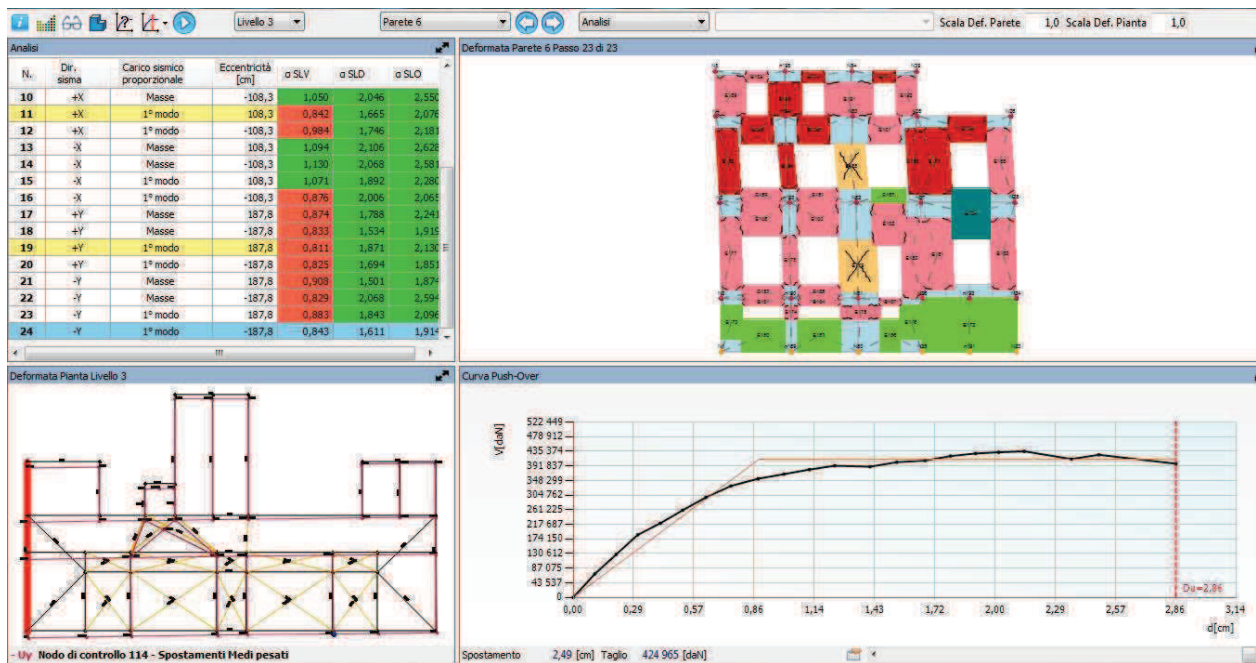 Livello 3 Parete 6 Analisi Scala Def. Parete 1,0 Scala Def. Pianta 1,0
Analisi
N. Dir. sisma Carico sismico proporzionale Eccentricità [cm] α SLV α SLD α SLO
10 +X Masse -108,3 1,050 2,046 2,550
11 +X 1° modo 108,3 0,842 1,665 2,076
12 +X 1° modo -108,3 0,984 1,746 2,181
13 -X Masse 108,3 1,094 2,106 2,628
14 -X Masse -108,3 1,130 2,068 2,581
15 -X 1° modo 108,3 1,071 1,892 2,280
16 -X 1° modo -108,3 0,876 2,006 2,065
17 +Y Masse 187,8 0,874 1,788 2,241
18 +Y Masse -187,8 0,833 1,534 1,919
19 +Y 1° modo 187,8 0,811 1,871 2,130
20 +Y 1° modo -187,8 0,825 1,694 1,851
21 -Y Masse 187,8 0,908 1,501 1,874
22 -Y Masse -187,8 0,829 2,068 2,594
23 -Y 1° modo 187,8 0,883 1,843 2,096
24 -Y 1° modo -187,8 0,843 1,611 1,914
Deformata Parete 6 Passo 23 di 23
Deformata Pianta Livello 3
- Uy Nodo di controllo 114 - Spostamenti Medi pesati
Curva Push-Over
V[daN]
522 449
478 912
435 374
391 837
348 299
304 762
261 225
217 687
174 150
130 612
87 075
43 537
0
Du=2,86
0,00 0,29 0,57 0,86 1,14 1,43 1,72 2,00 2,29 2,57 2,86 3,14
d[cm]
Spostamento 2,49 [cm] Taglio 424 965 [daN]